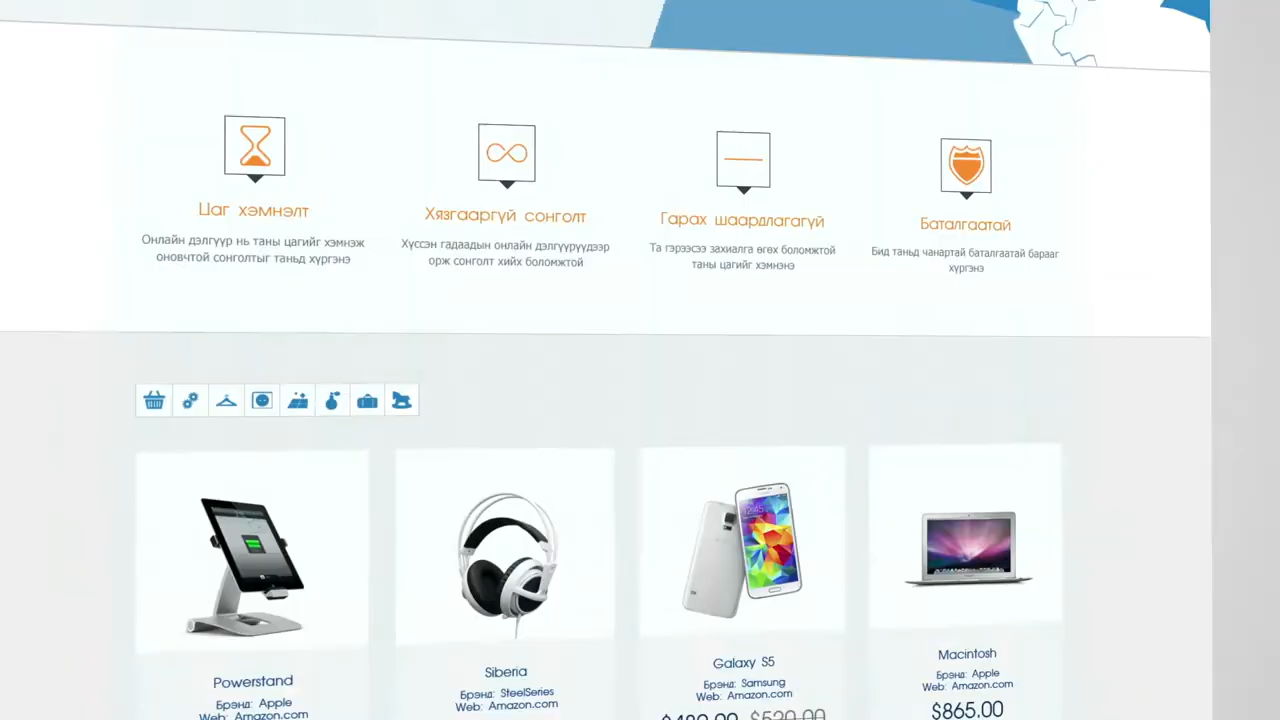 Цаг хэмнэлт
Онлайн дэлгүүр нь таны цагийг хэмнэж
оновчтой сонголтыг таньд хүргэнэ
Хязгааргүй сонголт
Хүссэн гадаадын онлайн дэлгүүрүүдээр
орж сонголт хийх боломжтой
Гарах шаардлагагүй
Та гэрээсээ захиалга өгөх боломжтой
таны цагийг хэмнэнэ
Баталгаатай
Бид таньд чанартай баталгаатай барааг
хүргэнэ
Powerstand
Брэнд: Apple
Web: Amazon.com
Siberia
Брэнд: SteelSeries
Web: Amazon.com
Galaxy S5
Брэнд: Samsung
Web: Amazon.com
Macintosh
Брэнд: Apple
Web: Amazon.com
$865.00